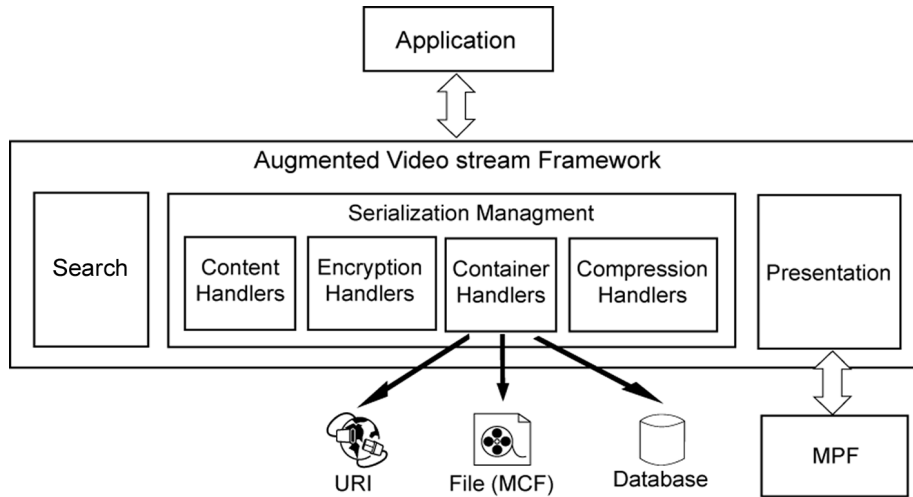 Application
Augmented Video stream Framework
Search
Serialization Managment
Content
Handlers
Encryption
Handlers
Container
Handlers
Compression
Handlers
Presentation
URI
File (MCF)
Database
MPF